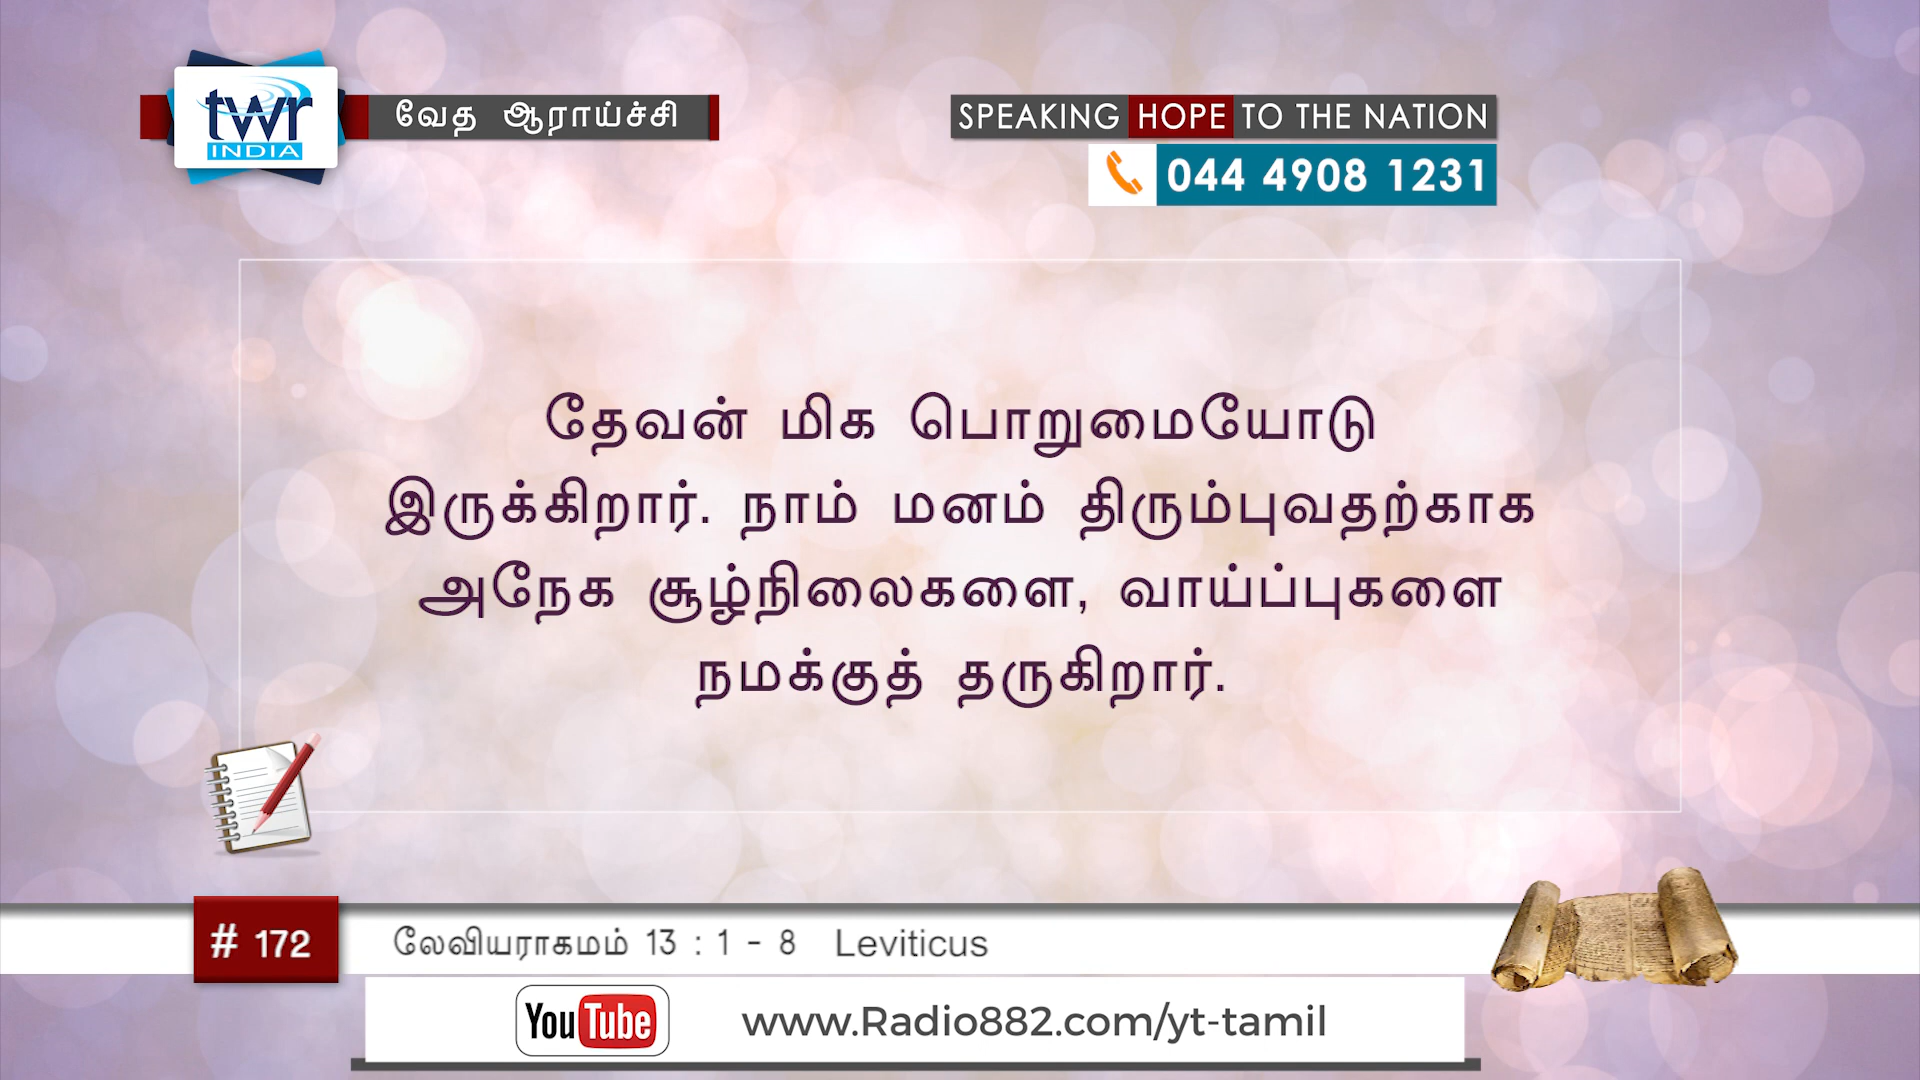 twr
INDIA
வேத ஆராய்ச்சி
SPEAKING HOPE TO THE NATION
044 4908 1231
தேவன் மிக பொறுமையோடு
இருக்கிறார். நாம் மனம் திரும்புவதற்காக
அநேக சூழ்நிலைகளை, வாய்ப்புகளை
நமக்குத் தருகிறார்.
# 172
லேவியராகமம் 13 : 1 - 8 Leviticus
YouTube www.Radio882.com/yt-tamil